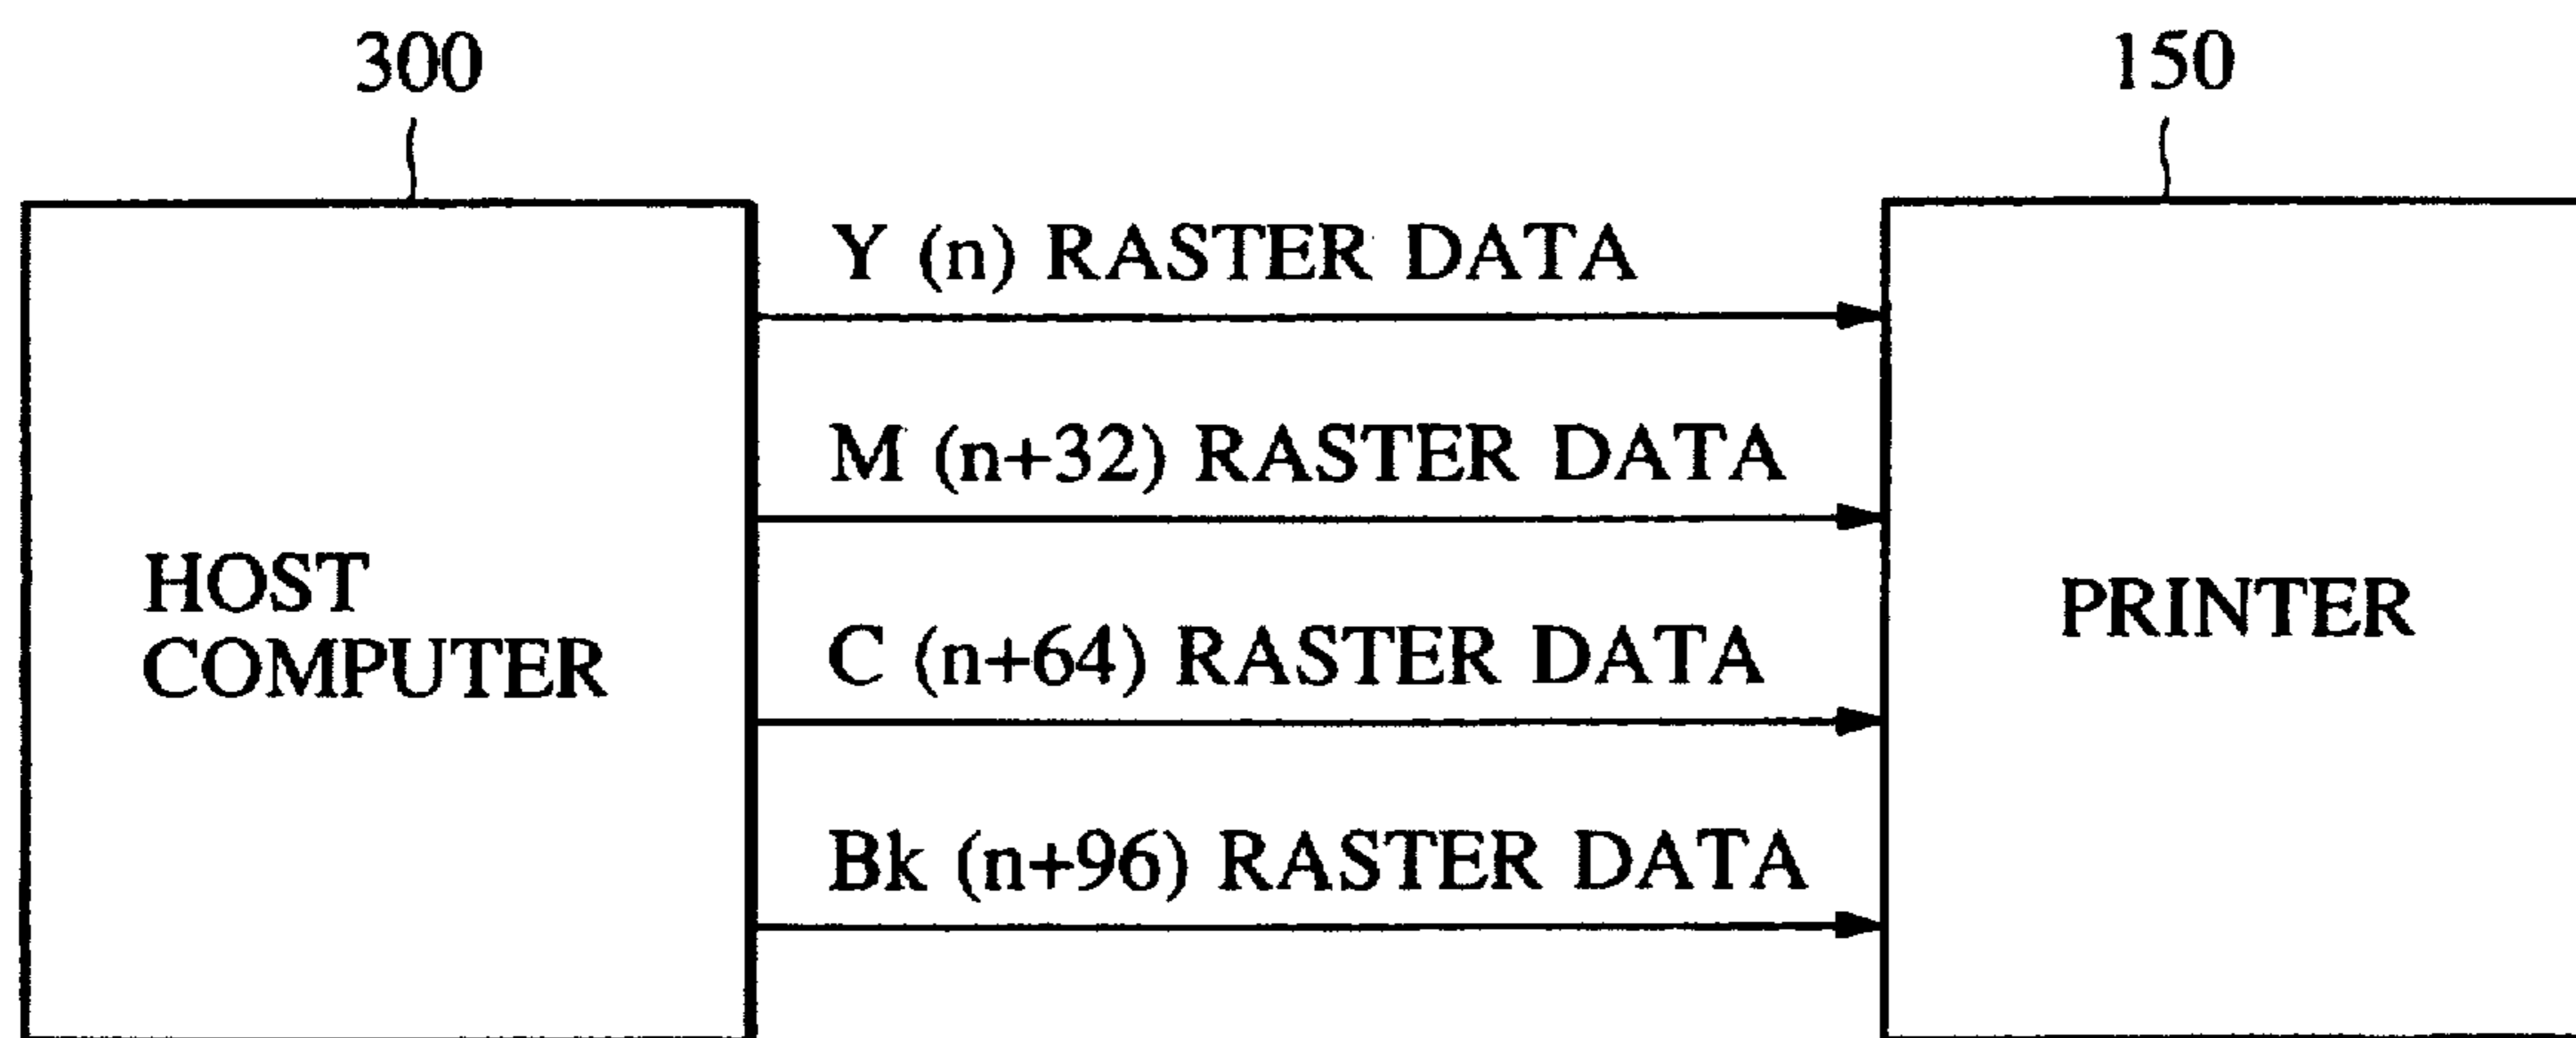 300
150
Y (n) RASTER DATA
M (n+32) RASTER DATA
HOST
COMPUTER
C (n+64) RASTER DATA
PRINTER
Bk (n+96) RASTER DATA